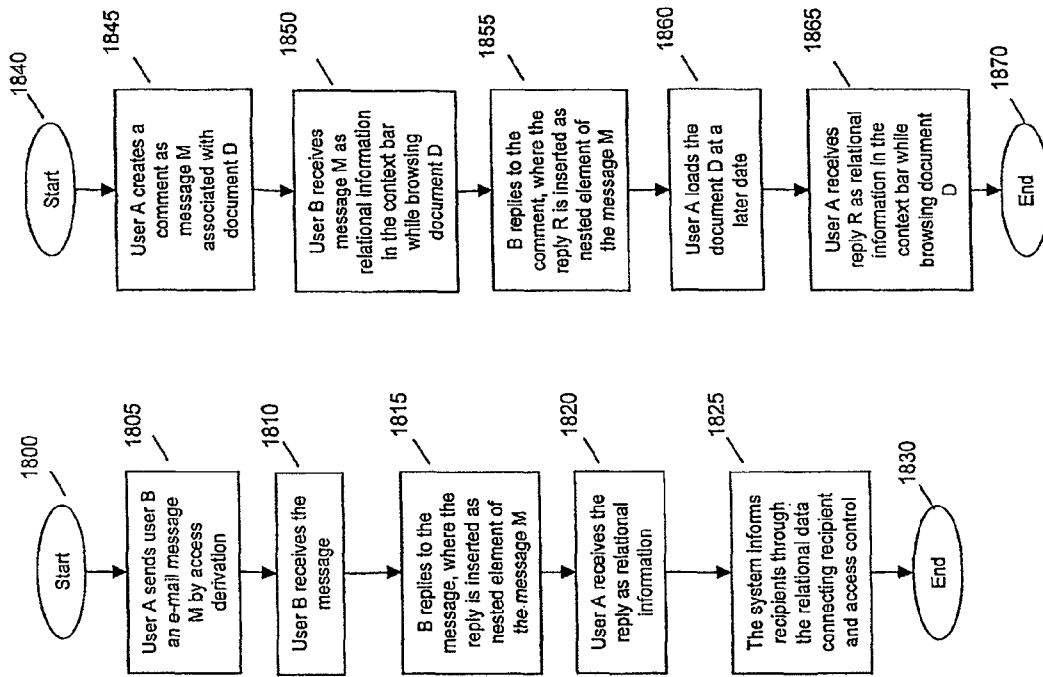 1800
Start
1805
User A sends user B
an e-mail message
M by access
derivation
1810
User B receives the
message
1815
B replies to the
message, where the
reply is inserted as
nested element of
the message M
1820
User A receives the
reply as relational
information
1825
The system informs
recipients through
the relational data
connecting recipient
and access control
1830
End
1840
Start
1845
User A creates a
comment as
message M
associated with
document D
1850
User B receives
message M as
relational information
in the context bar
while browsing
document D
1855
B replies to the
comment, where the
reply R is inserted as
nested element of
the message M
1860
User A loads the
document D at a
later date
1865
User A receives
reply R as relational
information in the
context bar while
browsing document
D
1870
End